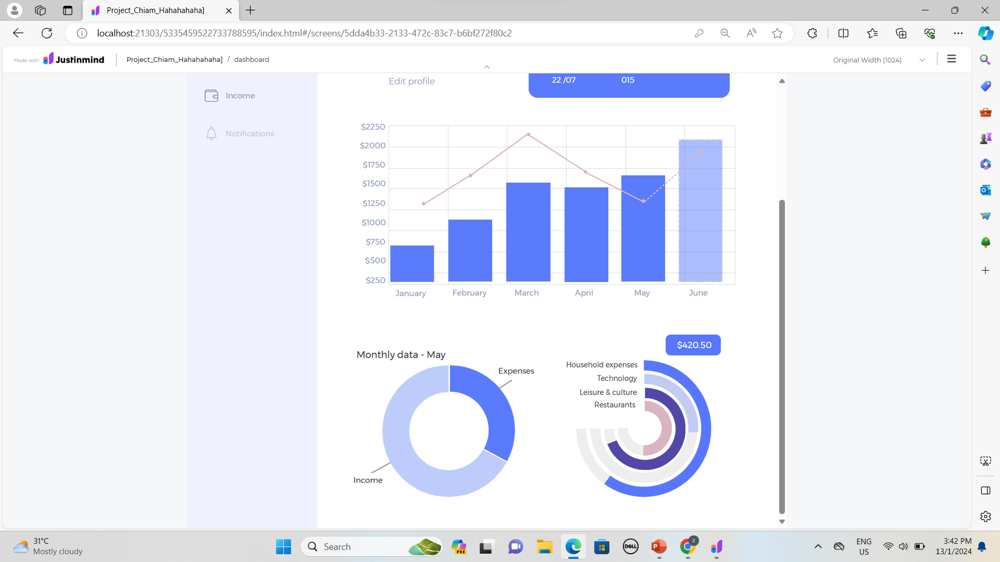 Project_Chiam_Hahahahaha]
localhost:21303/5335459522733788595/index.html#/screens/5dda4b33-2133-472c-83c7-b6bf272f80c2
Made with Justinmind
Project_Chiam_Hahahahaha] / dashboard
Original Width (1024)
Edit profile
22 /07 015
Income
Notifications
$2250
$2000
$1750
$1500
$1250
$1000
$750
$500
$250
January February March April May June
$420.50
Monthly data - May
Expenses
Income
Household expenses
Technology
Leisure & culture
Restaurants
31°C
Mostly cloudy
Search
PRE
DELL
P
z
ENG
US
3:42 PM
13/1/2024